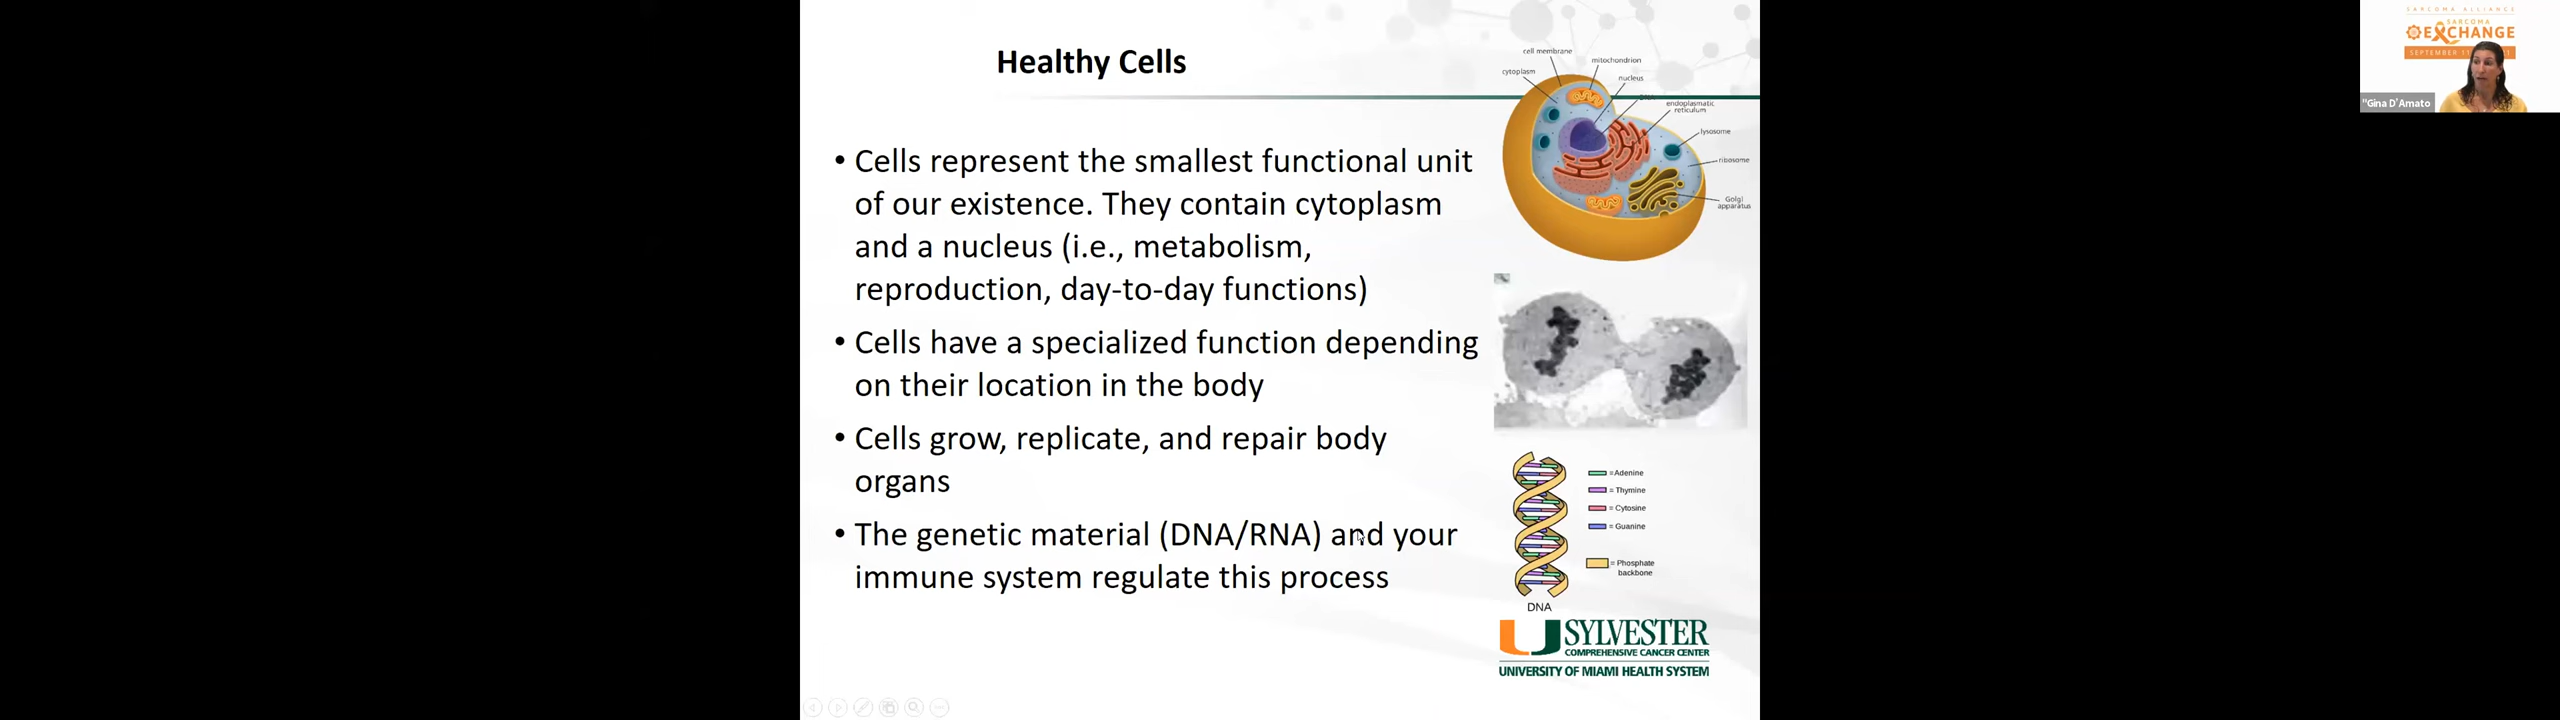 Healthy Cells
• Cells represent the smallest functional unit
of our existence. They contain cytoplasm
and a nucleus (i.e., metabolism,
reproduction, day-to-day functions)
• Cells have a specialized function depending
on their location in the body
• Cells grow, replicate, and repair body
organs
• The genetic material (DNA/RNA) and your
immune system regulate this process
cell membrane
mitochondrion
cytoplasm
nucleus
endoplasmatic
reticulum
lysosome
ribosome
Golgi
apparatus
= Adenine
= Thymine
= Cytosine
= Guanine
= Phosphate
backbone
DNA
SYLVESTER
COMPREHENSIVE CANCER CENTER
UNIVERSITY OF MIAMI HEALTH SYSTEM
SARCOMA ALLIANCE
SARCOMA
EXCHANGE
SEPTEMBER 11
"Gina D'Amato